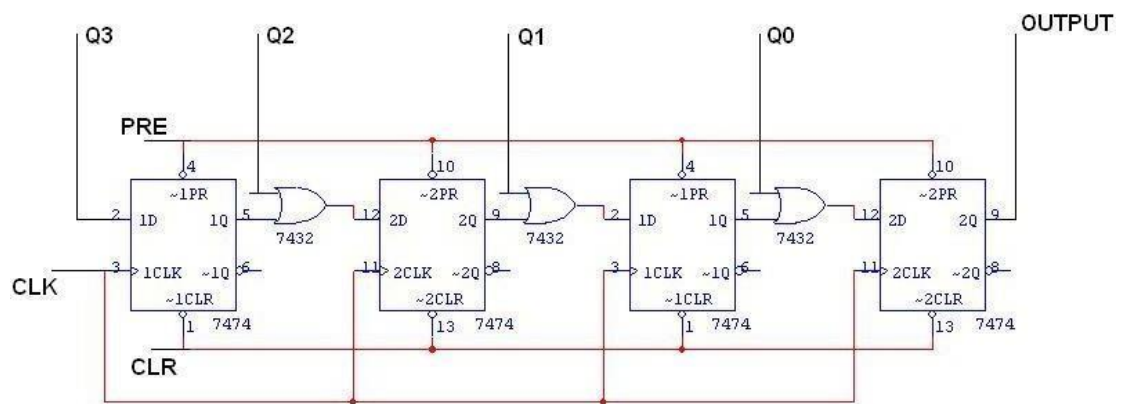 Q3 Q2 Q1 Q0 OUTPUT
PRE
4 10 4 10
~1PR ~2PR ~1PR ~2PR
2 1D 1Q 5 12 2D 2Q 9 2 1D 1Q 5 12 2D 2Q 9
7432 7432 7432
3 1CLK ~1Q 6 11 2CLK ~2Q 8 3 1CLK ~1Q 6 11 2CLK ~2Q 8
CLK
~1CLR ~2CLR ~1CLR ~2CLR
1 7474 13 7474 1 7474 13 7474
CLR